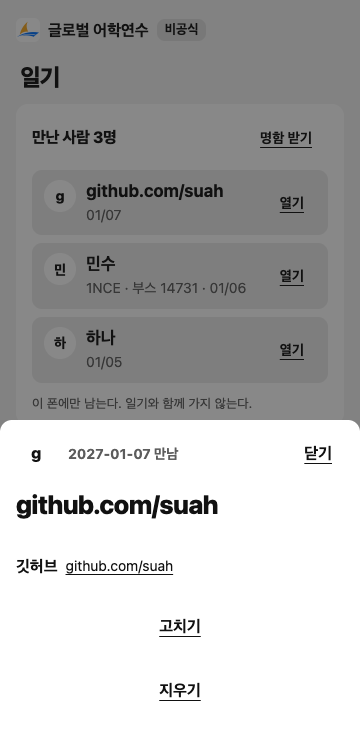 글로벌 어학연수 비공식
일기
만난 사람 3명 명함 받기
g github.com/suah 열기
01/07
민 민수 열기
1NCE · 부스 14731 · 01/06
하 하나 열기
01/05
이 폰에만 남는다. 일기와 함께 가지 않는다.
g 2027-01-07 만남 닫기
github.com/suah
깃허브 github.com/suah
고치기
지우기